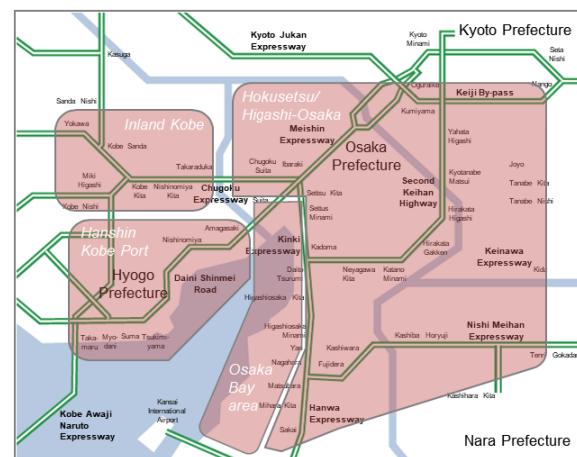 Kyoto Jukan
Expressway
Kyoto
Minami
Kyoto Prefecture
Seta
Nishi
Kasuga
Oguraike
Nango
Keiji By-pass
Sanda Nishi
Hokusetsu/
Higashi-Osaka
Kumiyama
Yokawa
Inland Kobe
Meishin
Expressway
Yahata
Higashi
Kobe Sanda
Osaka
Prefecture
Takaraduka
Chugoku
Suita
Ibaraki
Joyo
Miki
Higashi
Kyotanabe
Matsui
Kobe
Kita
Nishinomiya
Kita
Chugoku
Expressway
Suita
Setsu Kita
Second
Keihan
Highway
Tanabe Kita
Tanabe Nishi
Kobe Nishi
Settus
Minami
Hirakata
Higashi
Hanshin
Kobe Port
Amagasaki
Nishinomiya
Kinki
Expressway
Kadoma
Hirakata
Gakken
Keinawa
Expressway
Hyogo
Prefecture
Daini Shinmei
Road
Daito
Tsurumi
Neyagawa
Kita
Katano
Minami
Kidu
Higashiosaka Kita
Higashiosaka
Minami
Kashiba
Horyuji
Nishi Meihan
Expressway
Taka-
maru
Myo-
dani
Suma
Tsukumi-
yama
Yao
Kashiwara
Nagahara
Fujidera
Tenri
Gokadani
Osaka
Bay
area
Matsubara
Kashihara Kita
Kansai
International
Airport
Mihara Kita
Kobe Awaji
Naruto
Expressway
Hanwa
Expressway
Sakai
Nara Prefecture